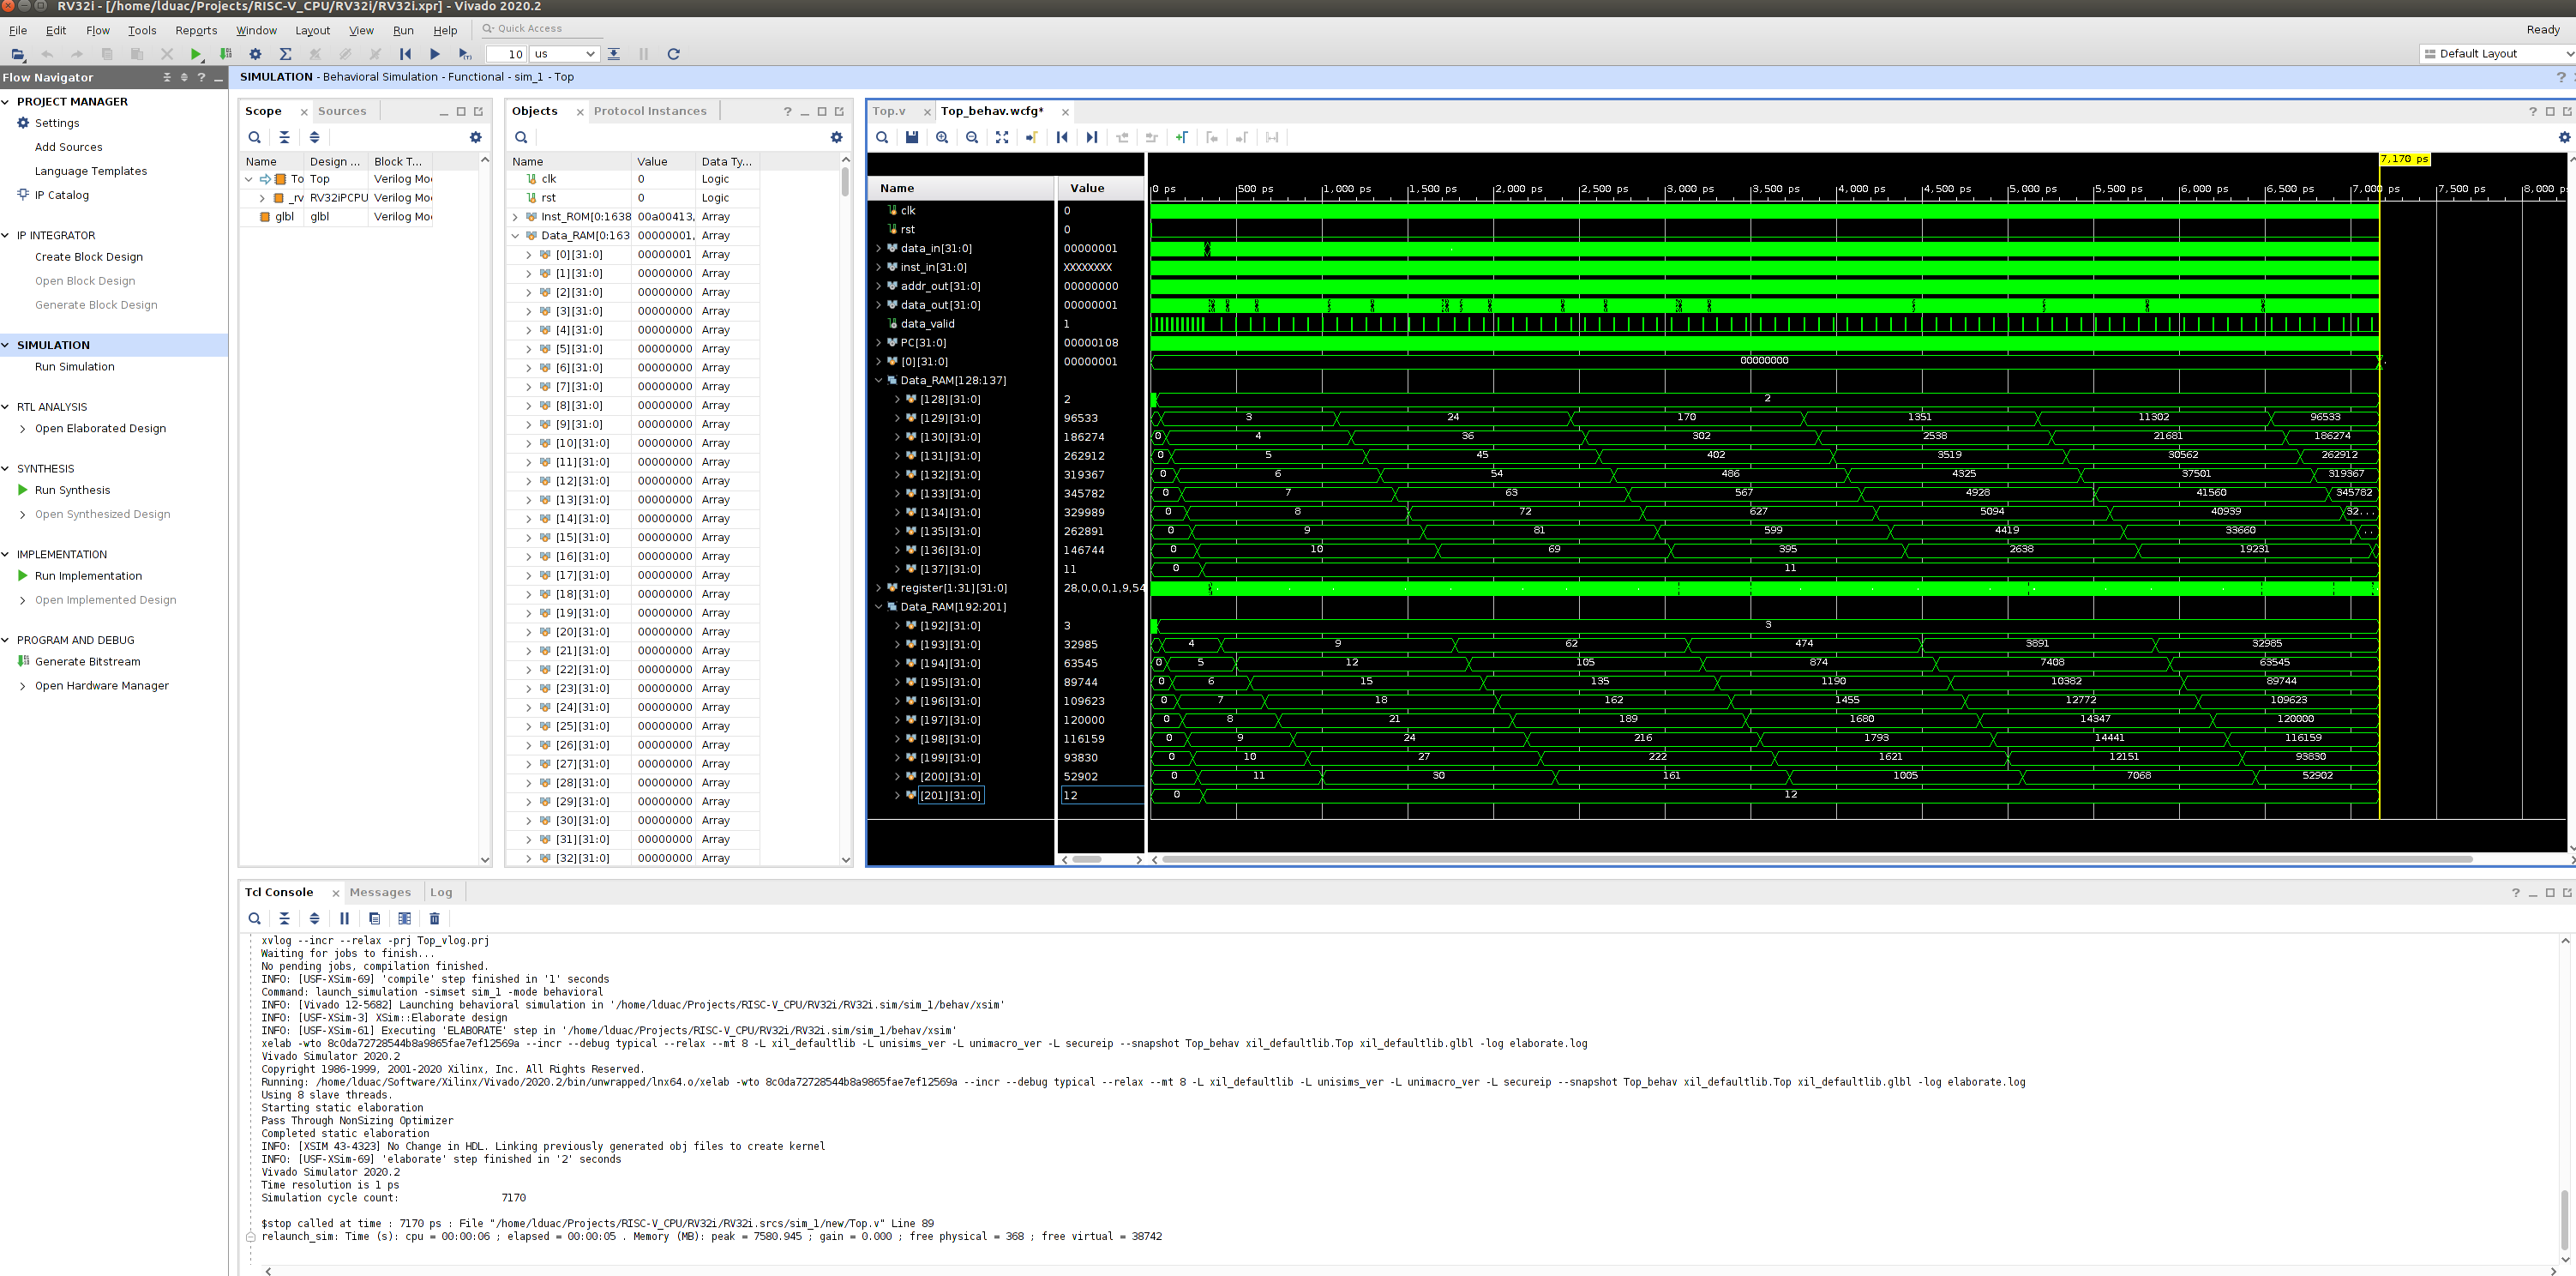 RV32i - [/home/lduac/Projects/RISC-V_CPU/RV32i/RV32i.xpr] - Vivado 2020.2
File Edit Flow Tools Reports Window Layout View Run Help Quick Access Ready
10 us Default Layout
Flow Navigator
SIMULATION - Behavioral Simulation - Functional - sim_1 - Top
PROJECT MANAGER
Settings
Add Sources
Language Templates
IP Catalog
IP INTEGRATOR
Create Block Design
Open Block Design
Generate Block Design
SIMULATION
Run Simulation
RTL ANALYSIS
Open Elaborated Design
SYNTHESIS
Run Synthesis
Open Synthesized Design
IMPLEMENTATION
Run Implementation
Open Implemented Design
PROGRAM AND DEBUG
Generate Bitstream
Open Hardware Manager
Scope Sources
Name Design ... Block T...
To Top Verilog Mo
_rv RV32iPCPU Verilog Mo
glbl glbl Verilog Mo
Objects Protocol Instances
Name Value Data Ty...
clk 0 Logic
rst 0 Logic
Inst_ROM[0:1638 00a00413, Array
Data_RAM[0:163 00000001, Array
[0][31:0] 00000001 Array
[1][31:0] 00000000 Array
[2][31:0] 00000000 Array
[3][31:0] 00000000 Array
[4][31:0] 00000000 Array
[5][31:0] 00000000 Array
[6][31:0] 00000000 Array
[7][31:0] 00000000 Array
[8][31:0] 00000000 Array
[9][31:0] 00000000 Array
[10][31:0] 00000000 Array
[11][31:0] 00000000 Array
[12][31:0] 00000000 Array
[13][31:0] 00000000 Array
[14][31:0] 00000000 Array
[15][31:0] 00000000 Array
[16][31:0] 00000000 Array
[17][31:0] 00000000 Array
[18][31:0] 00000000 Array
[19][31:0] 00000000 Array
[20][31:0] 00000000 Array
[21][31:0] 00000000 Array
[22][31:0] 00000000 Array
[23][31:0] 00000000 Array
[24][31:0] 00000000 Array
[25][31:0] 00000000 Array
[26][31:0] 00000000 Array
[27][31:0] 00000000 Array
[28][31:0] 00000000 Array
[29][31:0] 00000000 Array
[30][31:0] 00000000 Array
[31][31:0] 00000000 Array
[32][31:0] 00000000 Array
Top.v Top_behav.wcfg*
7,170 ps
Name Value 0 ps 500 ps 1,000 ps 1,500 ps 2,000 ps 2,500 ps 3,000 ps 3,500 ps 4,000 ps 4,500 ps 5,000 ps 5,500 ps 6,000 ps 6,500 ps 7,000 ps 7,500 ps 8,000 ps
clk 0
rst 0
data_in[31:0] 00000001
inst_in[31:0] XXXXXXXX
addr_out[31:0] 00000000
data_out[31:0] 00000001
data_valid 1
PC[31:0] 00000108
[0][31:0] 00000001 00000000
Data_RAM[128:137]
[128][31:0] 2 2
[129][31:0] 96533 3 24 170 1351 11302 96533
[130][31:0] 186274 0 4 36 302 2538 21681 186274
[131][31:0] 262912 0 5 45 402 3519 30562 262912
[132][31:0] 319367 0 6 54 486 4325 37501 319367
[133][31:0] 345782 0 7 63 567 4928 41560 345782
[134][31:0] 329989 0 8 72 627 5094 40939 32...
[135][31:0] 262891 0 9 81 599 4419 33660 ..
[136][31:0] 146744 0 10 69 395 2638 19231
[137][31:0] 11 0 11
register[1:31][31:0] 28,0,0,0,1,9,54
Data_RAM[192:201]
[192][31:0] 3 3
[193][31:0] 32985 4 9 62 474 3891 32985
[194][31:0] 63545 0 5 12 105 874 7408 63545
[195][31:0] 89744 0 6 15 135 1190 10382 89744
[196][31:0] 109623 0 7 18 162 1455 12772 109623
[197][31:0] 120000 0 8 21 189 1680 14347 120000
[198][31:0] 116159 0 9 24 216 1793 14441 116159
[199][31:0] 93830 0 10 27 222 1621 12151 93830
[200][31:0] 52902 0 11 30 161 1005 7068 52902
[201][31:0] 12 0 12
Tcl Console Messages Log
xvlog --incr --relax -prj Top_vlog.prj
Waiting for jobs to finish...
No pending jobs, compilation finished.
INFO: [USF-XSim-69] 'compile' step finished in '1' seconds
Command: launch_simulation -simset sim_1 -mode behavioral
INFO: [Vivado 12-5682] Launching behavioral simulation in '/home/lduac/Projects/RISC-V_CPU/RV32i/RV32i.sim/sim_1/behav/xsim'
INFO: [USF-XSim-3] XSim::Elaborate design
INFO: [USF-XSim-61] Executing 'ELABORATE' step in '/home/lduac/Projects/RISC-V_CPU/RV32i/RV32i.sim/sim_1/behav/xsim'
xelab -wto 8c0da72728544b8a9865fae7ef12569a --incr --debug typical --relax --mt 8 -L xil_defaultlib -L unisims_ver -L unimacro_ver -L secureip --snapshot Top_behav xil_defaultlib.Top xil_defaultlib.glbl -log elaborate.log
Vivado Simulator 2020.2
Copyright 1986-1999, 2001-2020 Xilinx, Inc. All Rights Reserved.
Running: /home/lduac/Software/Xilinx/Vivado/2020.2/bin/unwrapped/lnx64.o/xelab -wto 8c0da72728544b8a9865fae7ef12569a --incr --debug typical --relax --mt 8 -L xil_defaultlib -L unisims_ver -L unimacro_ver -L secureip --snapshot Top_behav xil_defaultlib.Top xil_defaultlib.glbl -log elaborate.log
Using 8 slave threads.
Starting static elaboration
Pass Through NonSizing Optimizer
Completed static elaboration
INFO: [XSIM 43-4323] No Change in HDL. Linking previously generated obj files to create kernel
INFO: [USF-XSim-69] 'elaborate' step finished in '2' seconds
Vivado Simulator 2020.2
Time resolution is 1 ps
Simulation cycle count: 7170
$stop called at time : 7170 ps : File "/home/lduac/Projects/RISC-V_CPU/RV32i/RV32i.srcs/sim_1/new/Top.v" Line 89
relaunch_sim: Time (s): cpu = 00:00:06 ; elapsed = 00:00:05 . Memory (MB): peak = 7580.945 ; gain = 0.000 ; free physical = 368 ; free virtual = 38742